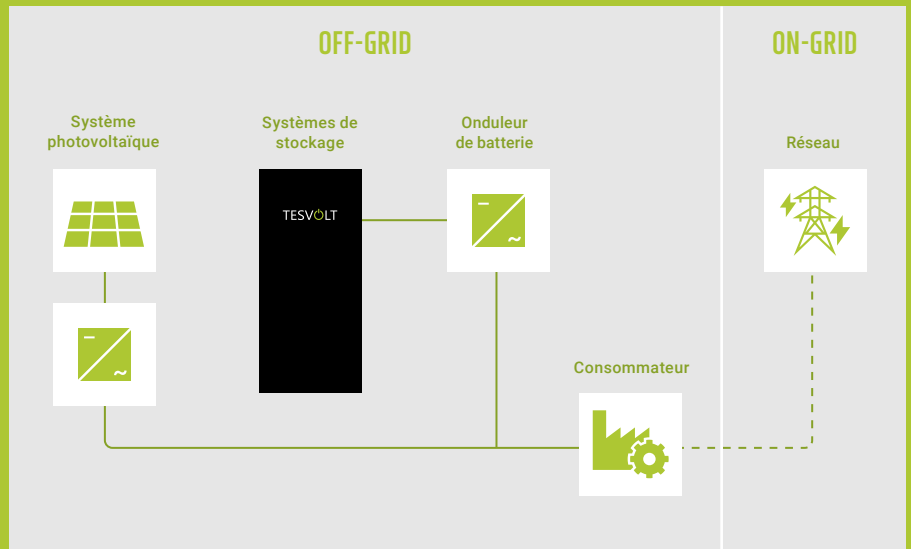 OFF-GRID
ON-GRID
Système
photovoltaïque
Systèmes de
stockage
Onduleur
de batterie
Réseau
TESVOLT
Consommateur